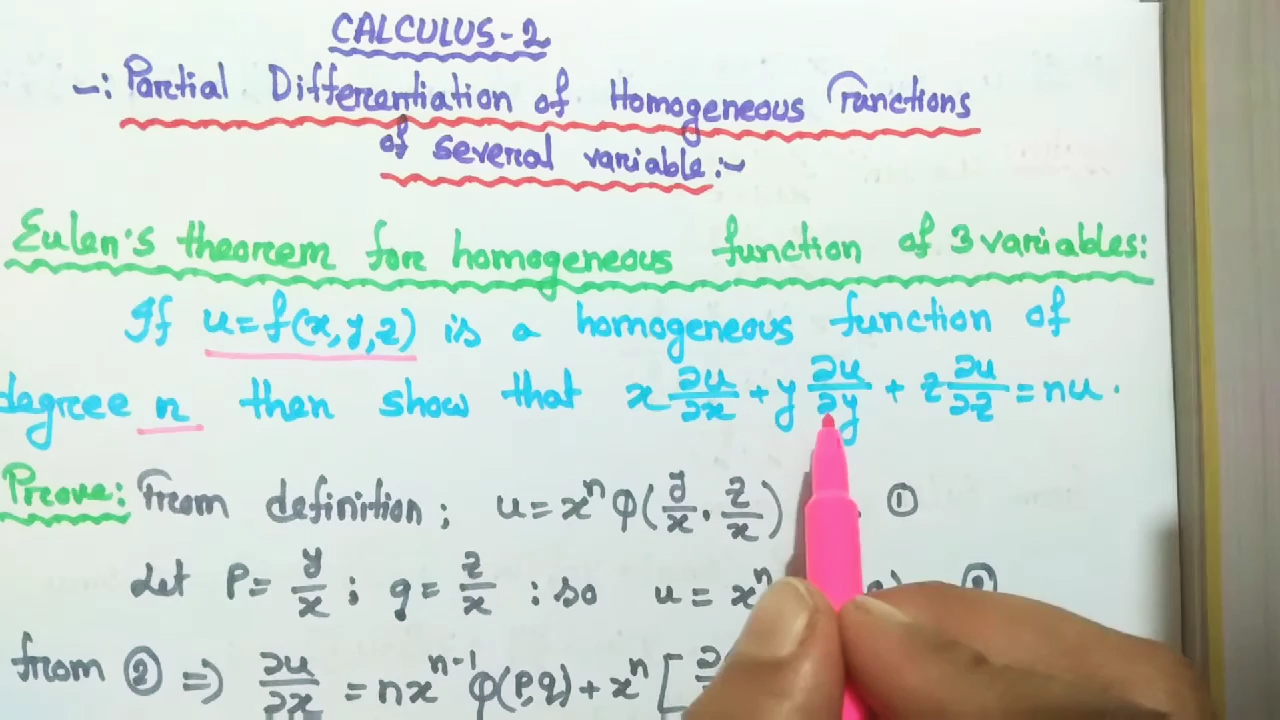 CALCULUS-2
-: Partial Differentiation of Homogeneous Functions
of several variable:-
Euler's theorem for homogeneous function of 3 variables:
If u=f(x,y,z) is a homogeneous function of
degree n then show that x ∂u/∂x + y ∂u/∂y + z ∂u/∂z = nu.
Prove: From definition; u = x^n φ(y/x, z/x) ①
Let P = y/x ; q = z/x ; so u = x^n
from ② ⇒ ∂u/∂x = nx^(n-1) φ(P,q) + x^n [